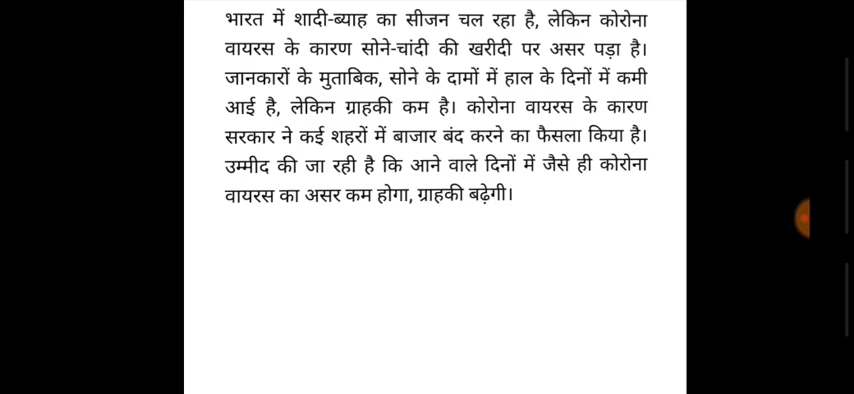 भारत में शादी-ब्याह का सीजन चल रहा है, लेकिन कोरोना
वायरस के कारण सोने-चांदी की खरीदी पर असर पड़ा है।
जानकारों के मुताबिक, सोने के दामों में हाल के दिनों में कमी
आई है, लेकिन ग्राहकी कम है। कोरोना वायरस के कारण
सरकार ने कई शहरों में बाजार बंद करने का फैसला किया है।
उम्मीद की जा रही है कि आने वाले दिनों में जैसे ही कोरोना
वायरस का असर कम होगा, ग्राहकी बढ़ेगी।